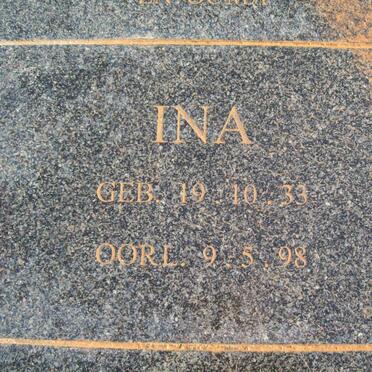 INA
GEB. 19.10.33
OORL. 9.5.98